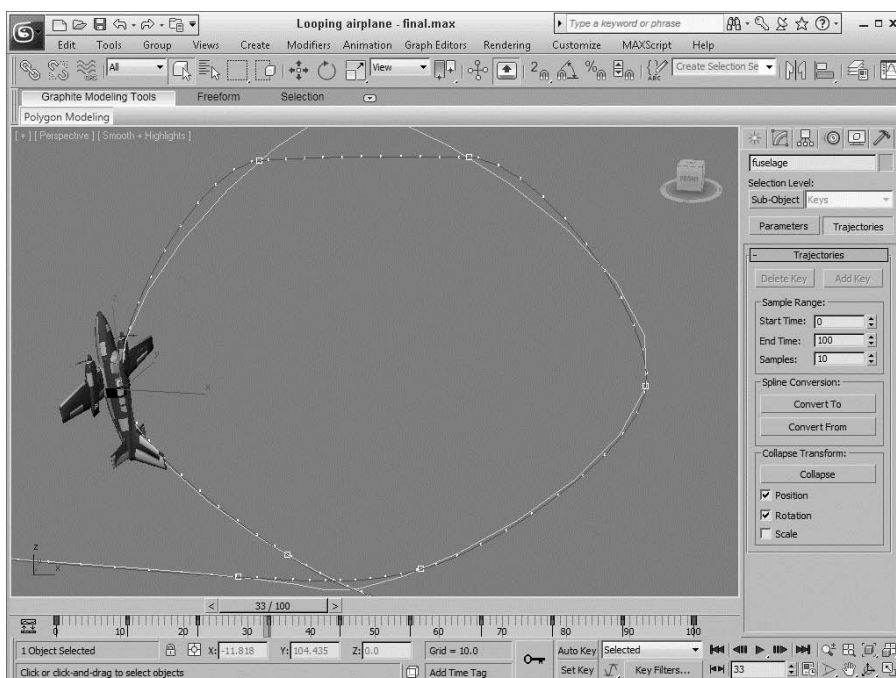 Looping airplane - final.max
Type a keyword or phrase
Edit Tools Group Views Create Modifiers Animation Graph Editors Rendering Customize MAXScript Help
All View Create Selection Se
Graphite Modeling Tools Freeform Selection
Polygon Modeling
[ + ] [ Perspective ] [ Smooth + Highlights ]
FRONT
z
x
y
x
z
x
fuselage
Selection Level:
Sub-Object Keys
Parameters Trajectories
- Trajectories
Delete Key Add Key
Sample Range:
Start Time: 0
End Time: 100
Samples: 10
Spline Conversion:
Convert To
Convert From
Collapse Transform:
Collapse
Position
Rotation
Scale
< 33 / 100 >
0 10 20 30 40 50 60 70 80 90 100
1 Object Selected X: -11.818 Y: 104.435 Z: 0.0 Grid = 10.0 Auto Key Selected
Click or click-and-drag to select objects Add Time Tag Set Key Key Filters... 33